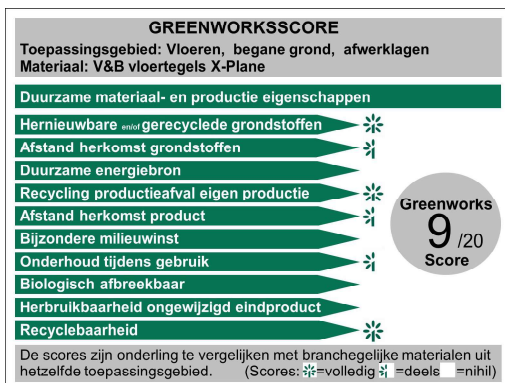 GREENWORKSSCORE
Toepassingsgebied: Vloeren, begane grond, afwerklagen
Materiaal: V&B vloertegels X-Plane
Duurzame materiaal- en productie eigenschappen
Hernieuwbare en/of gerecyclede grondstoffen
Afstand herkomst grondstoffen
Duurzame energiebron
Recycling productieafval eigen productie
Afstand herkomst product
Bijzondere milieuwinst
Onderhoud tijdens gebruik
Biologisch afbreekbaar
Herbruikbaarheid ongewijzigd eindproduct
Recyclebaarheid
Greenworks
9 /20
Score
De scores zijn onderling te vergelijken met branchegelijke materialen uit
hetzelfde toepassingsgebied. (Scores: =volledig =deels =nihil)